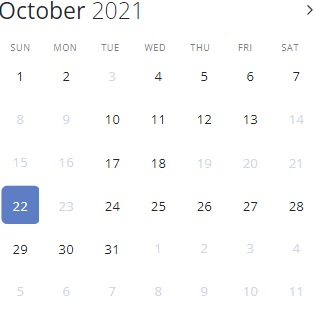 October 2021
SUN MON TUE WED THU FRI SAT
1 2 3 4 5 6 7
8 9 10 11 12 13 14
15 16 17 18 19 20 21
22 23 24 25 26 27 28
29 30 31 1 2 3 4
5 6 7 8 9 10 11